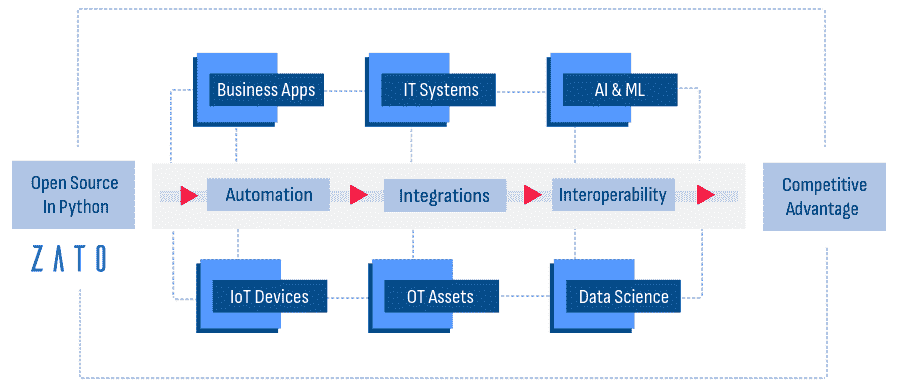 Business Apps
IT Systems
AI & ML
Open Source
In Python
Automation
Integrations
Interoperability
Competitive
Advantage
ZATO
IoT Devices
OT Assets
Data Science